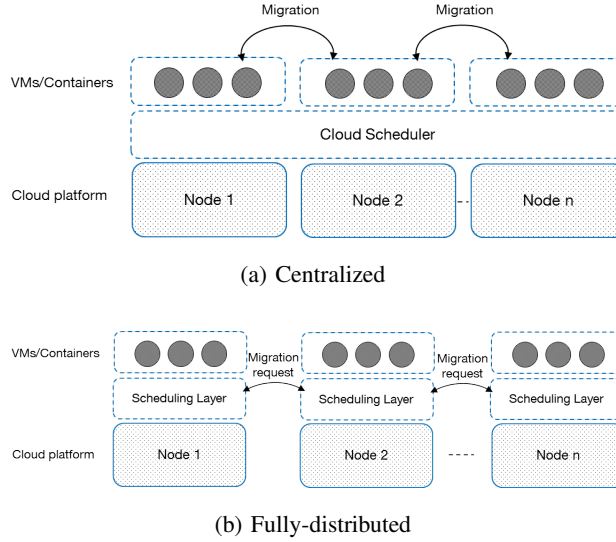 Migration Migration
VMs/Containers
Cloud Scheduler
Cloud platform Node 1 Node 2 Node n
(a) Centralized
VMs/Containers
Migration request Migration request
Scheduling Layer Scheduling Layer Scheduling Layer
Cloud platform Node 1 Node 2 Node n
(b) Fully-distributed